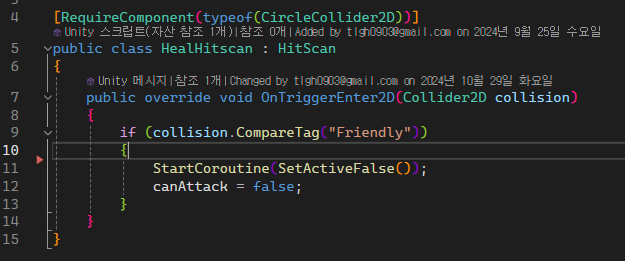 4 [RequireComponent(typeof(CircleCollider2D))]
Unity 스크립트(자산 참조 1개)|참조 0개|Added by tlgh0903@gmail.com on 2024년 9월 25일 수요일
5 public class HealHitscan : HitScan
6 {
Unity 메시지|참조 1개|Changed by tlgh0903@gmail.com on 2024년 10월 29일 화요일
7 public override void OnTriggerEnter2D(Collider2D collision)
8 {
9 if (collision.CompareTag("Friendly"))
10 {
11 StartCoroutine(SetActiveFalse());
12 canAttack = false;
13 }
14 }
15 }